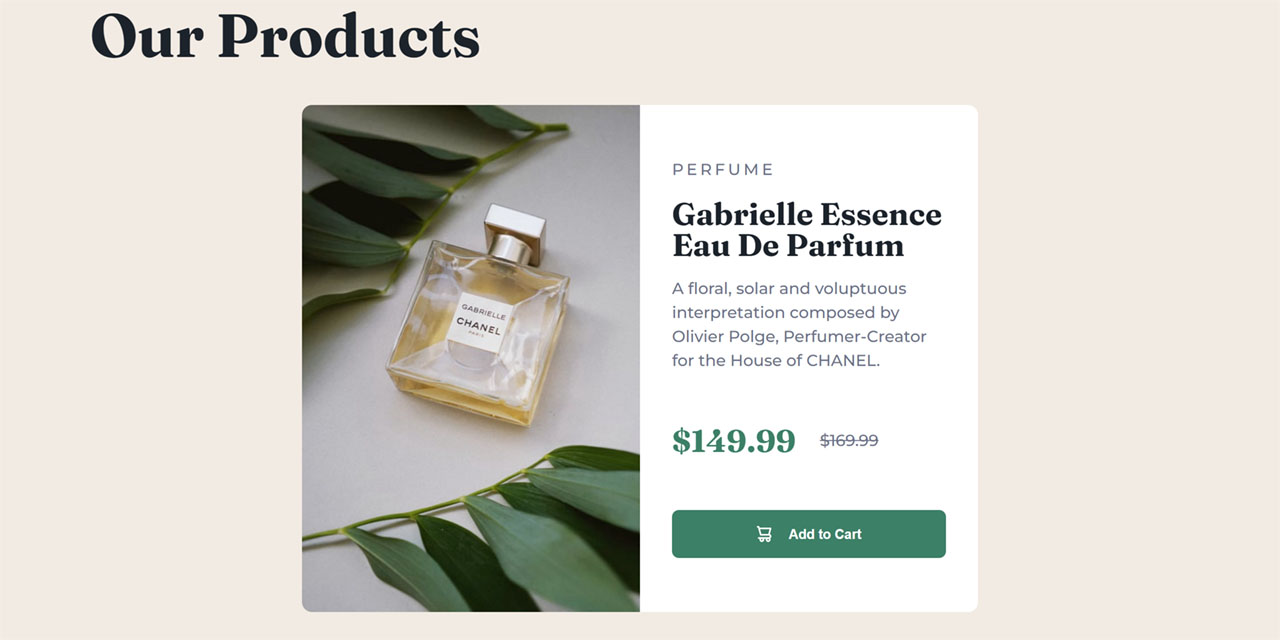 Our Products
PERFUME
Gabrielle Essence
Eau De Parfum
A floral, solar and voluptuous
interpretation composed by
Olivier Polge, Perfumer-Creator
for the House of CHANEL.
$149.99 $169.99
Add to Cart
GABRIELLE
CHANEL
PARIS